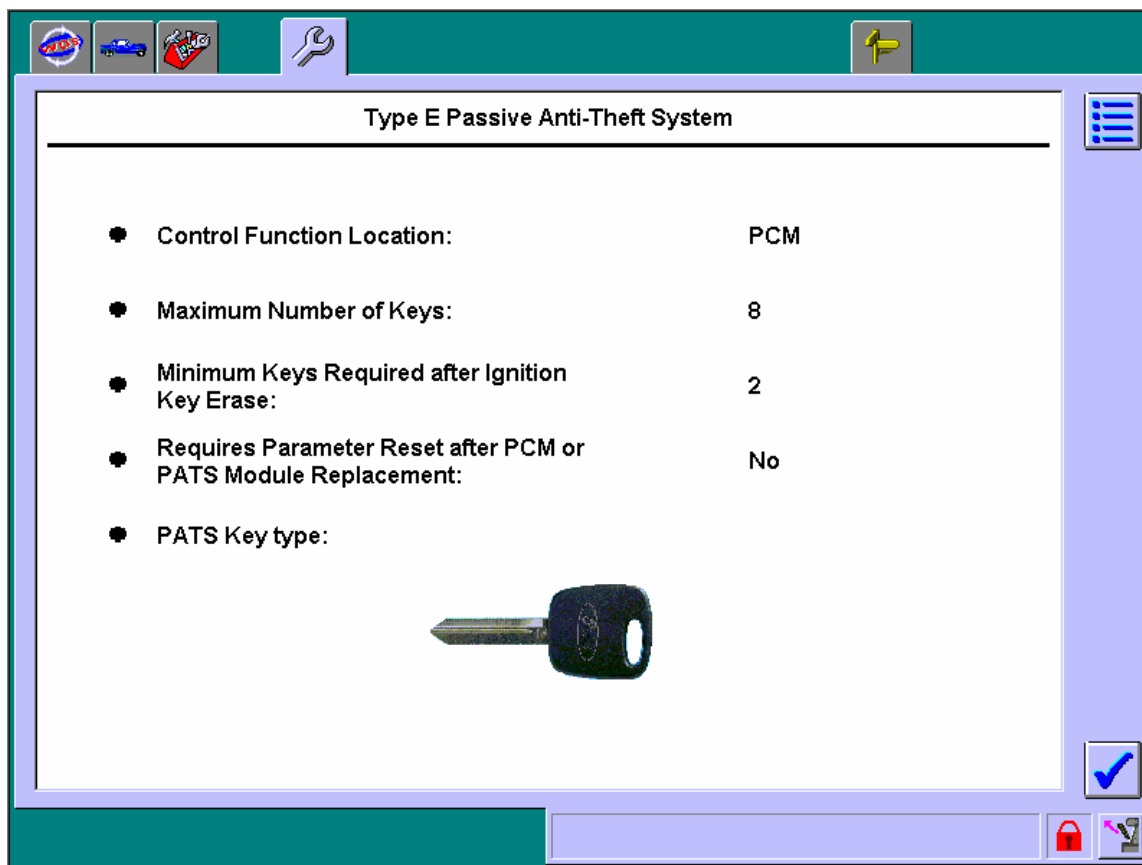 WDS
Type E Passive Anti-Theft System
Control Function Location: PCM
Maximum Number of Keys: 8
Minimum Keys Required after Ignition
Key Erase: 2
Requires Parameter Reset after PCM or
PATS Module Replacement: No
PATS Key type: